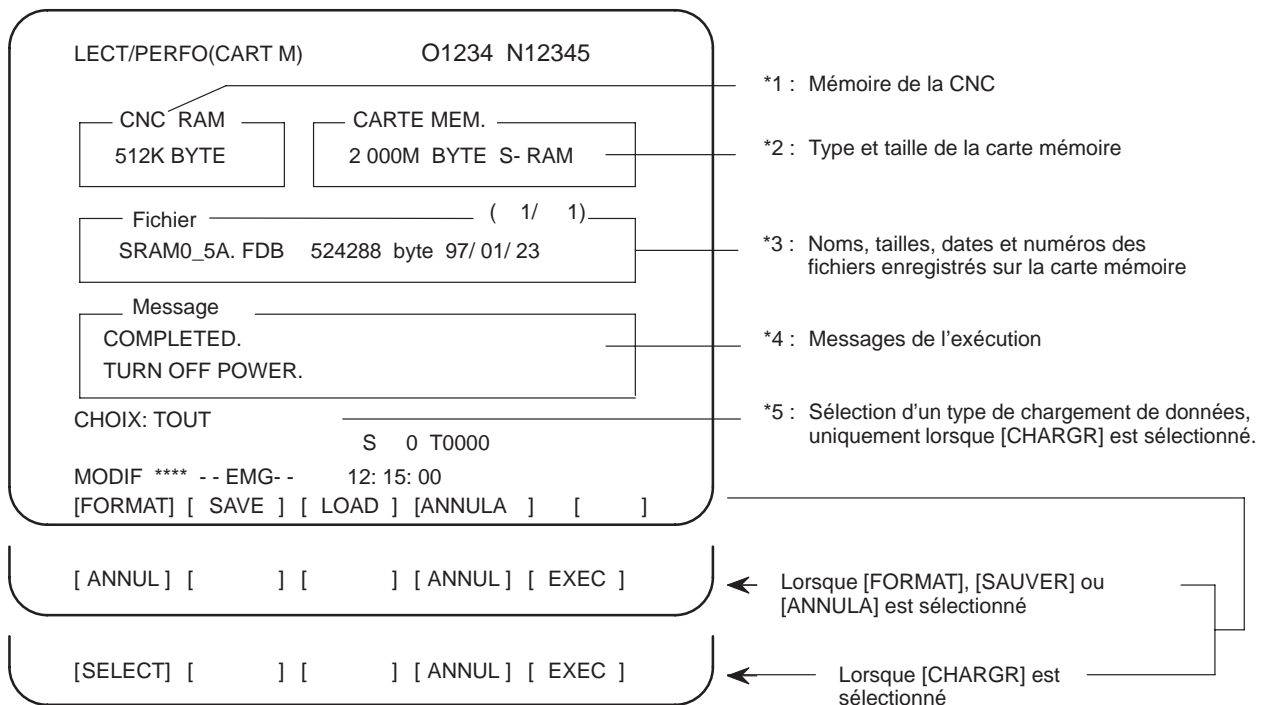 LECT/PERFO(CART M) O1234 N12345
CNC RAM
512K BYTE
CARTE MEM.
2 000M BYTE S- RAM
Fichier ( 1/ 1)
SRAM0_5A. FDB 524288 byte 97/ 01/ 23
Message
COMPLETED.
TURN OFF POWER.
CHOIX: TOUT
S 0 T0000
MODIF **** - - EMG- - 12: 15: 00
[FORMAT] [ SAVE ] [ LOAD ] [ANNULA ] [ ]
[ ANNUL ] [ ] [ ] [ ANNUL ] [ EXEC ]
[SELECT] [ ] [ ] [ ANNUL ] [ EXEC ]
*1 : Mémoire de la CNC
*2 : Type et taille de la carte mémoire
*3 : Noms, tailles, dates et numéros des
fichiers enregistrés sur la carte mémoire
*4 : Messages de l’exécution
*5 : Sélection d’un type de chargement de données,
uniquement lorsque [CHARGR] est sélectionné.
Lorsque [FORMAT], [SAUVER] ou
[ANNULA] est sélectionné
Lorsque [CHARGR] est
sélectionné